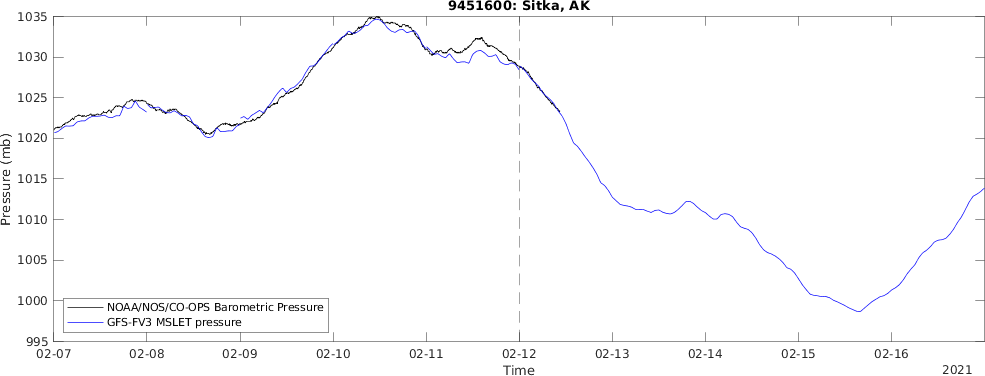 9451600: Sitka, AK
Pressure (mb)
1035
1030
1025
1020
1015
1010
1005
1000
995
NOAA/NOS/CO-OPS Barometric Pressure
GFS-FV3 MSLET pressure
02-07 02-08 02-09 02-10 02-11 02-12 02-13 02-14 02-15 02-16
Time
2021